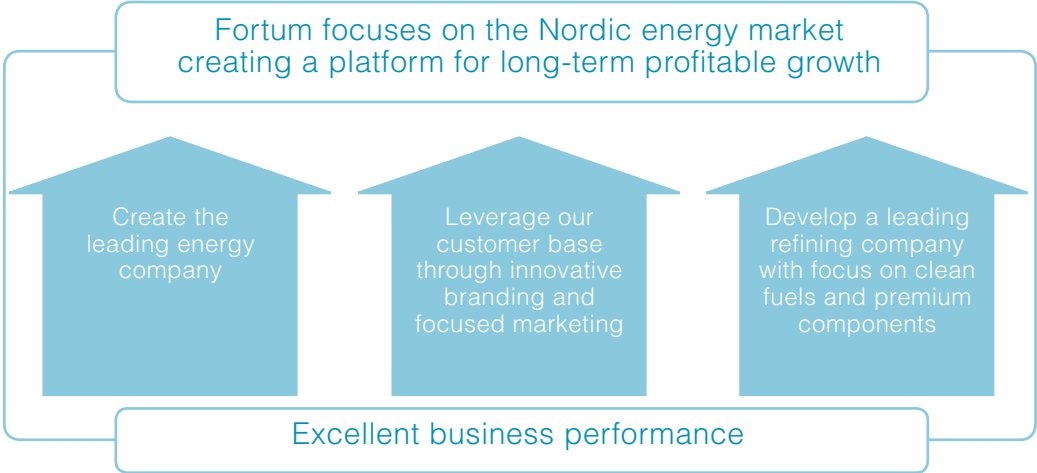 Fortum focuses on the Nordic energy market
creating a platform for long-term profitable growth
Create the
leading energy
company
Leverage our
customer base
through innovative
branding and
focused marketing
Develop a leading
refining company
with focus on clean
fuels and premium
components
Excellent business performance